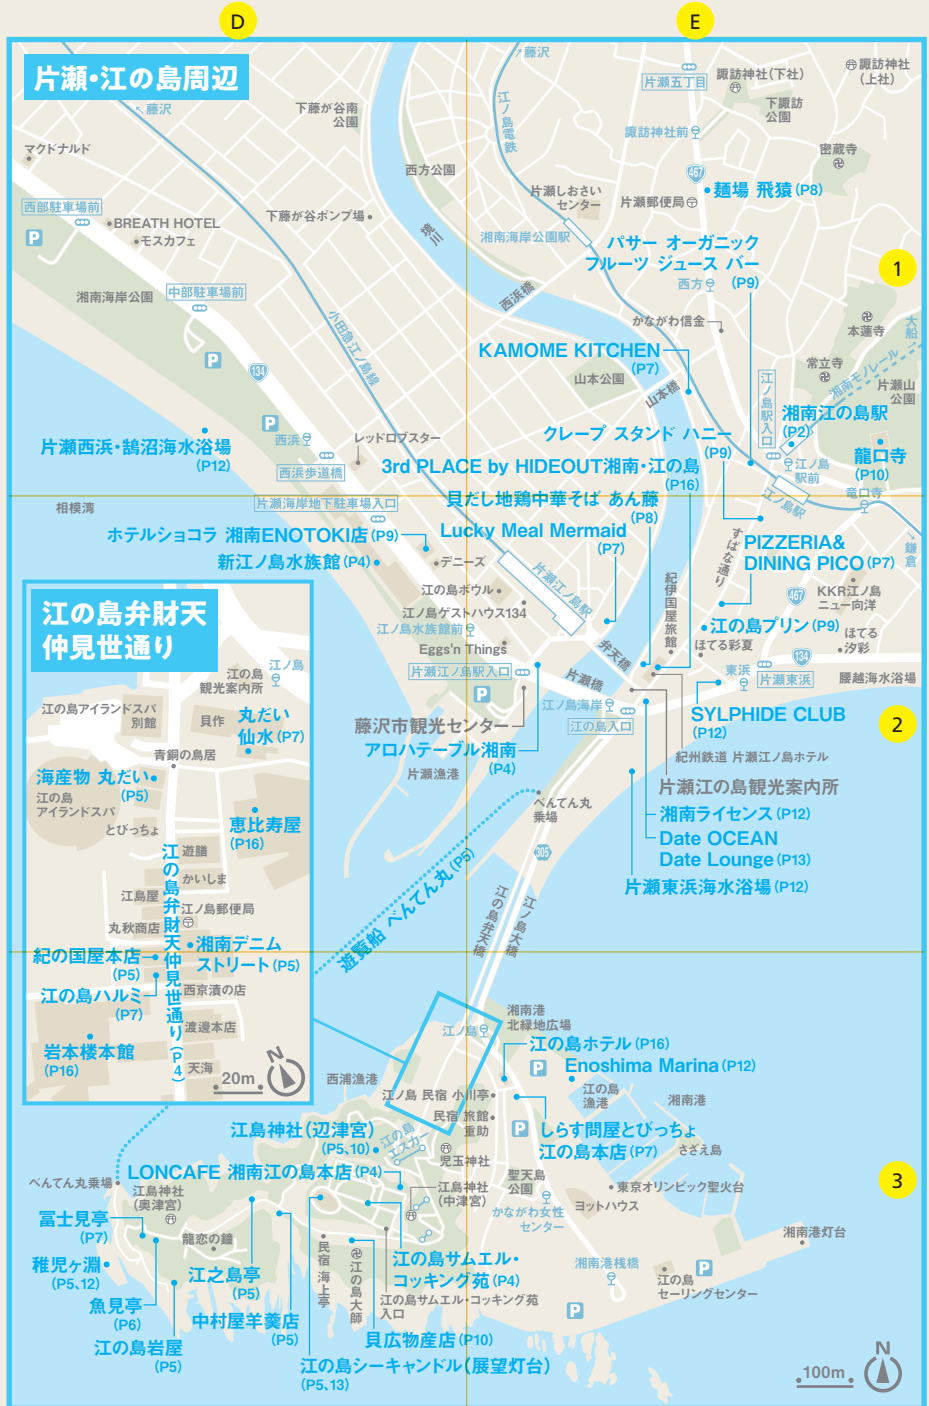 D
E
片瀬・江の島周辺
藤沢
藤沢
江ノ島電鉄
片瀬五丁目
諏訪神社(下社)
諏訪神社
(上社)
下諏訪
公園
諏訪神社前
密蔵寺
467
麺場 飛猿(P8)
下藤が谷南
公園
マクドナルド
西方公園
西部駐車場前
P
BREATH HOTEL
モスカフェ
下藤が谷ポンプ場
境川
片瀬しおさい
センター
片瀬郵便局
湘南海岸公園駅
パサー オーガニック
フルーツ ジュース バー
(P9)
西方
1
湘南海岸公園
中部駐車場前
西浜橋
小田急江ノ島線
P
134
かながわ信金
本蓮寺
大船
常立寺
湘南モノレール
片瀬山
公園
KAMOME KITCHEN
(P7)
山本公園
山本橋
江ノ島駅入口
湘南江の島駅
(P2)
クレープ スタンド ハニー
(P9)
P
西浜
レッドロブスター
片瀬西浜・鵠沼海水浴場
(P12)
西浜歩道橋
3rd PLACE by HIDEOUT湘南・江の島
(P16)
江ノ島
駅前
龍口寺
(P10)
竜口寺
江ノ島駅
相模湾
片瀬海岸地下駐車場入口
貝だし地鶏中華そば あん藤
(P8)
ホテルショコラ 湘南ENOTOKI店(P9)
Lucky Meal Mermaid
(P7)
すばな通り
鎌倉
新江ノ島水族館(P4)
デニーズ
片瀬江ノ島駅
PIZZERIA&
DINING PICO(P7)
紀伊国屋旅館
467
KKR江ノ島
ニュー向洋
江の島ボウル
江ノ島ゲストハウス134
江ノ島水族館前
Eggs'n Things
弁天橋
江の島プリン(P9)
ほてる
汐彩
ほてる彩夏
134
片瀬江ノ島駅入口
片瀬橋
東浜
片瀬東浜
腰越海水浴場
P
江ノ島海岸
江の島入口
藤沢市観光センター
SYLPHIDE CLUB
(P12)
2
アロハテーブル湘南
(P4)
紀州鉄道 片瀬江ノ島ホテル
片瀬漁港
片瀬江の島観光案内所
べんてん丸
乗場
湘南ライセンス(P12)
Date OCEAN
Date Lounge(P13)
305
片瀬東浜海水浴場(P12)
遊覧船 べんてん丸(P5)
江の島弁天橋
江ノ島大橋
江の島弁財天
仲見世通り
江の島
観光案内所
江ノ島
江の島アイランドスパ
別館
貝作
丸だい
仙水(P7)
青銅の鳥居
海産物 丸だい
(P5)
江の島
アイランドスパ
とびっちょ
恵比寿屋
(P16)
遊膳
かいしま
江島屋
江ノ島郵便局
丸秋商店
江の島弁財天仲見世通り(P4)
紀の国屋本店
(P5)
湘南デニム
ストリート(P5)
江の島ハルミ
(P7)
西京漬の店
渡邊本店
岩本楼本館
(P16)
天海
20m
N
江ノ島
湘南港
北緑地広場
江の島ホテル(P16)
P
Enoshima Marina(P12)
西浦漁港
江ノ島 民宿 小川亭
江の島
漁港
湘南港
民宿 旅館
重助
P
しらす問屋とびっちょ
江の島本店(P7)
さざえ島
江島神社(辺津宮)
(P5､10)
江の島
エスカー
児玉神社
LONCAFE 湘南江の島本店(P4)
聖天島
公園
3
べんてん丸乗場
江島神社
(奥津宮)
江島神社
(中津宮)
東京オリンピック聖火台
ヨットハウス
かながわ女性
センター
冨士見亭
(P7)
龍恋の鐘
湘南港灯台
稚児ヶ淵
(P5､12)
江之島亭
(P5)
民宿 海上亭
江の島大師
江の島サムエル・
コッキング苑(P4)
湘南港桟橋
P
江の島
セーリングセンター
魚見亭
(P6)
中村屋羊羹店
(P5)
江の島サムエル・コッキング苑
入口
P
江の島岩屋
(P5)
貝広物産店(P10)
江の島シーキャンドル(展望灯台)
(P5､13)
100m
N